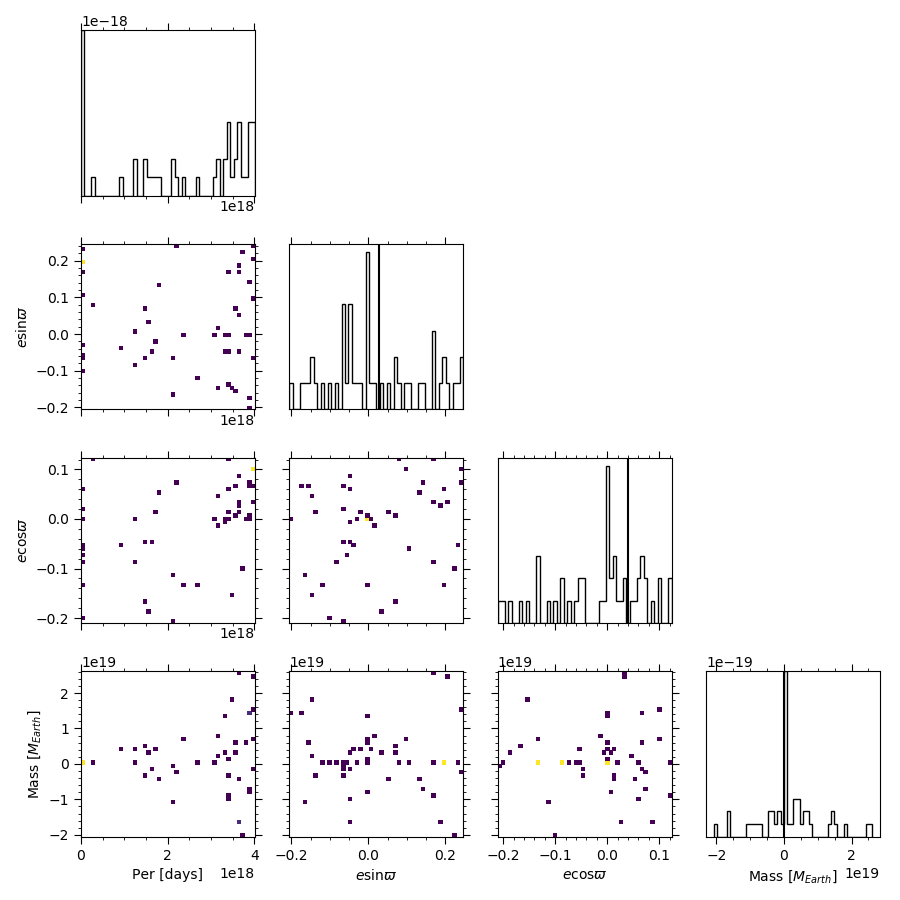 1e−18
1e18
0.2
0.1
0.0
−0.1
−0.2
esinϖ
1e18
0.1
0.0
−0.1
−0.2
ecosϖ
1e18
1e19 1e19 1e19 1e−19
2
1
0
−1
−2
Mass [M_Earth]
0 2 4 −0.2 0.0 0.2 −0.2 −0.1 0.0 0.1 −2 0 2
Per [days] 1e18 esinϖ ecosϖ Mass [M_Earth] 1e19